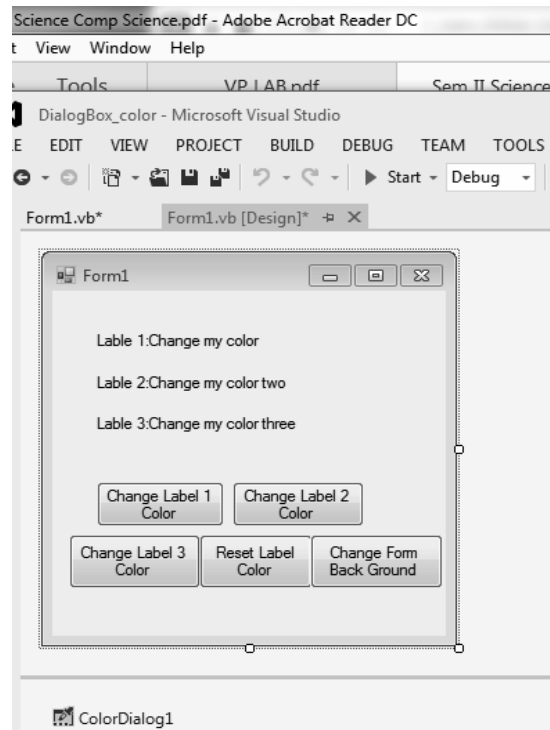 Science Comp Science.pdf - Adobe Acrobat Reader DC
View Window Help
Tools VP LAB.pdf Sem II Science
DialogBox_color - Microsoft Visual Studio
EDIT VIEW PROJECT BUILD DEBUG TEAM TOOLS
Start Debug
Form1.vb* Form1.vb [Design]*
Form1
Lable 1:Change my color
Lable 2:Change my color two
Lable 3:Change my color three
Change Label 1 Change Label 2
Color Color
Change Label 3 Reset Label Change Form
Color Color Back Ground
ColorDialog1